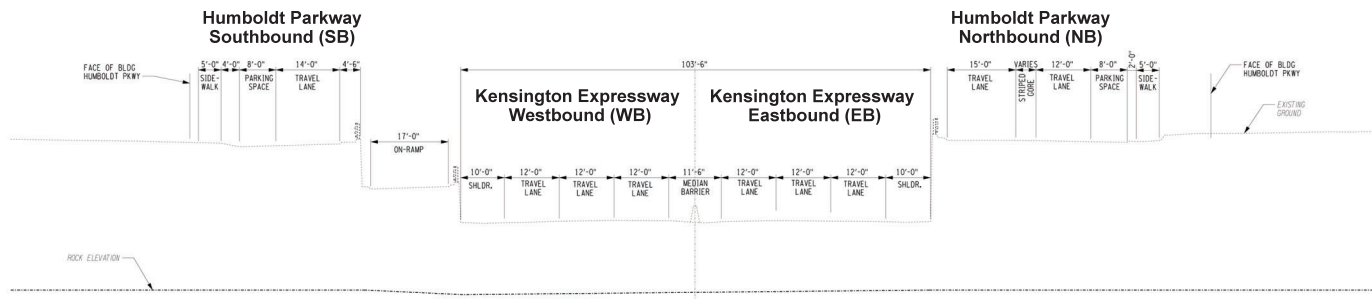 Humboldt Parkway
Southbound (SB)
Humboldt Parkway
Northbound (NB)
FACE OF BLDG
HUMBOLDT PKWY
5'-0" 4'-0" 8'-0" 14'-0" 4'-6"
SIDE-
WALK
PARKING
SPACE
TRAVEL
LANE
103'-6"
15'-0" VARIES 12'-0" 8'-0" 2'-0" 5'-0"
TRAVEL
LANE
STRIPED
GORE
TRAVEL
LANE
PARKING
SPACE
SIDE-
WALK
FACE OF BLDG
HUMBOLDT PKWY
EXISTING
GROUND
Kensington Expressway
Westbound (WB)
Kensington Expressway
Eastbound (EB)
17'-0"
ON-RAMP
10'-0" 12'-0" 12'-0" 12'-0" 11'-6" 12'-0" 12'-0" 12'-0" 10'-0"
SHLDR.
TRAVEL
LANE
TRAVEL
LANE
TRAVEL
LANE
MEDIAN
BARRIER
TRAVEL
LANE
TRAVEL
LANE
TRAVEL
LANE
SHLDR.
ROCK ELEVATION